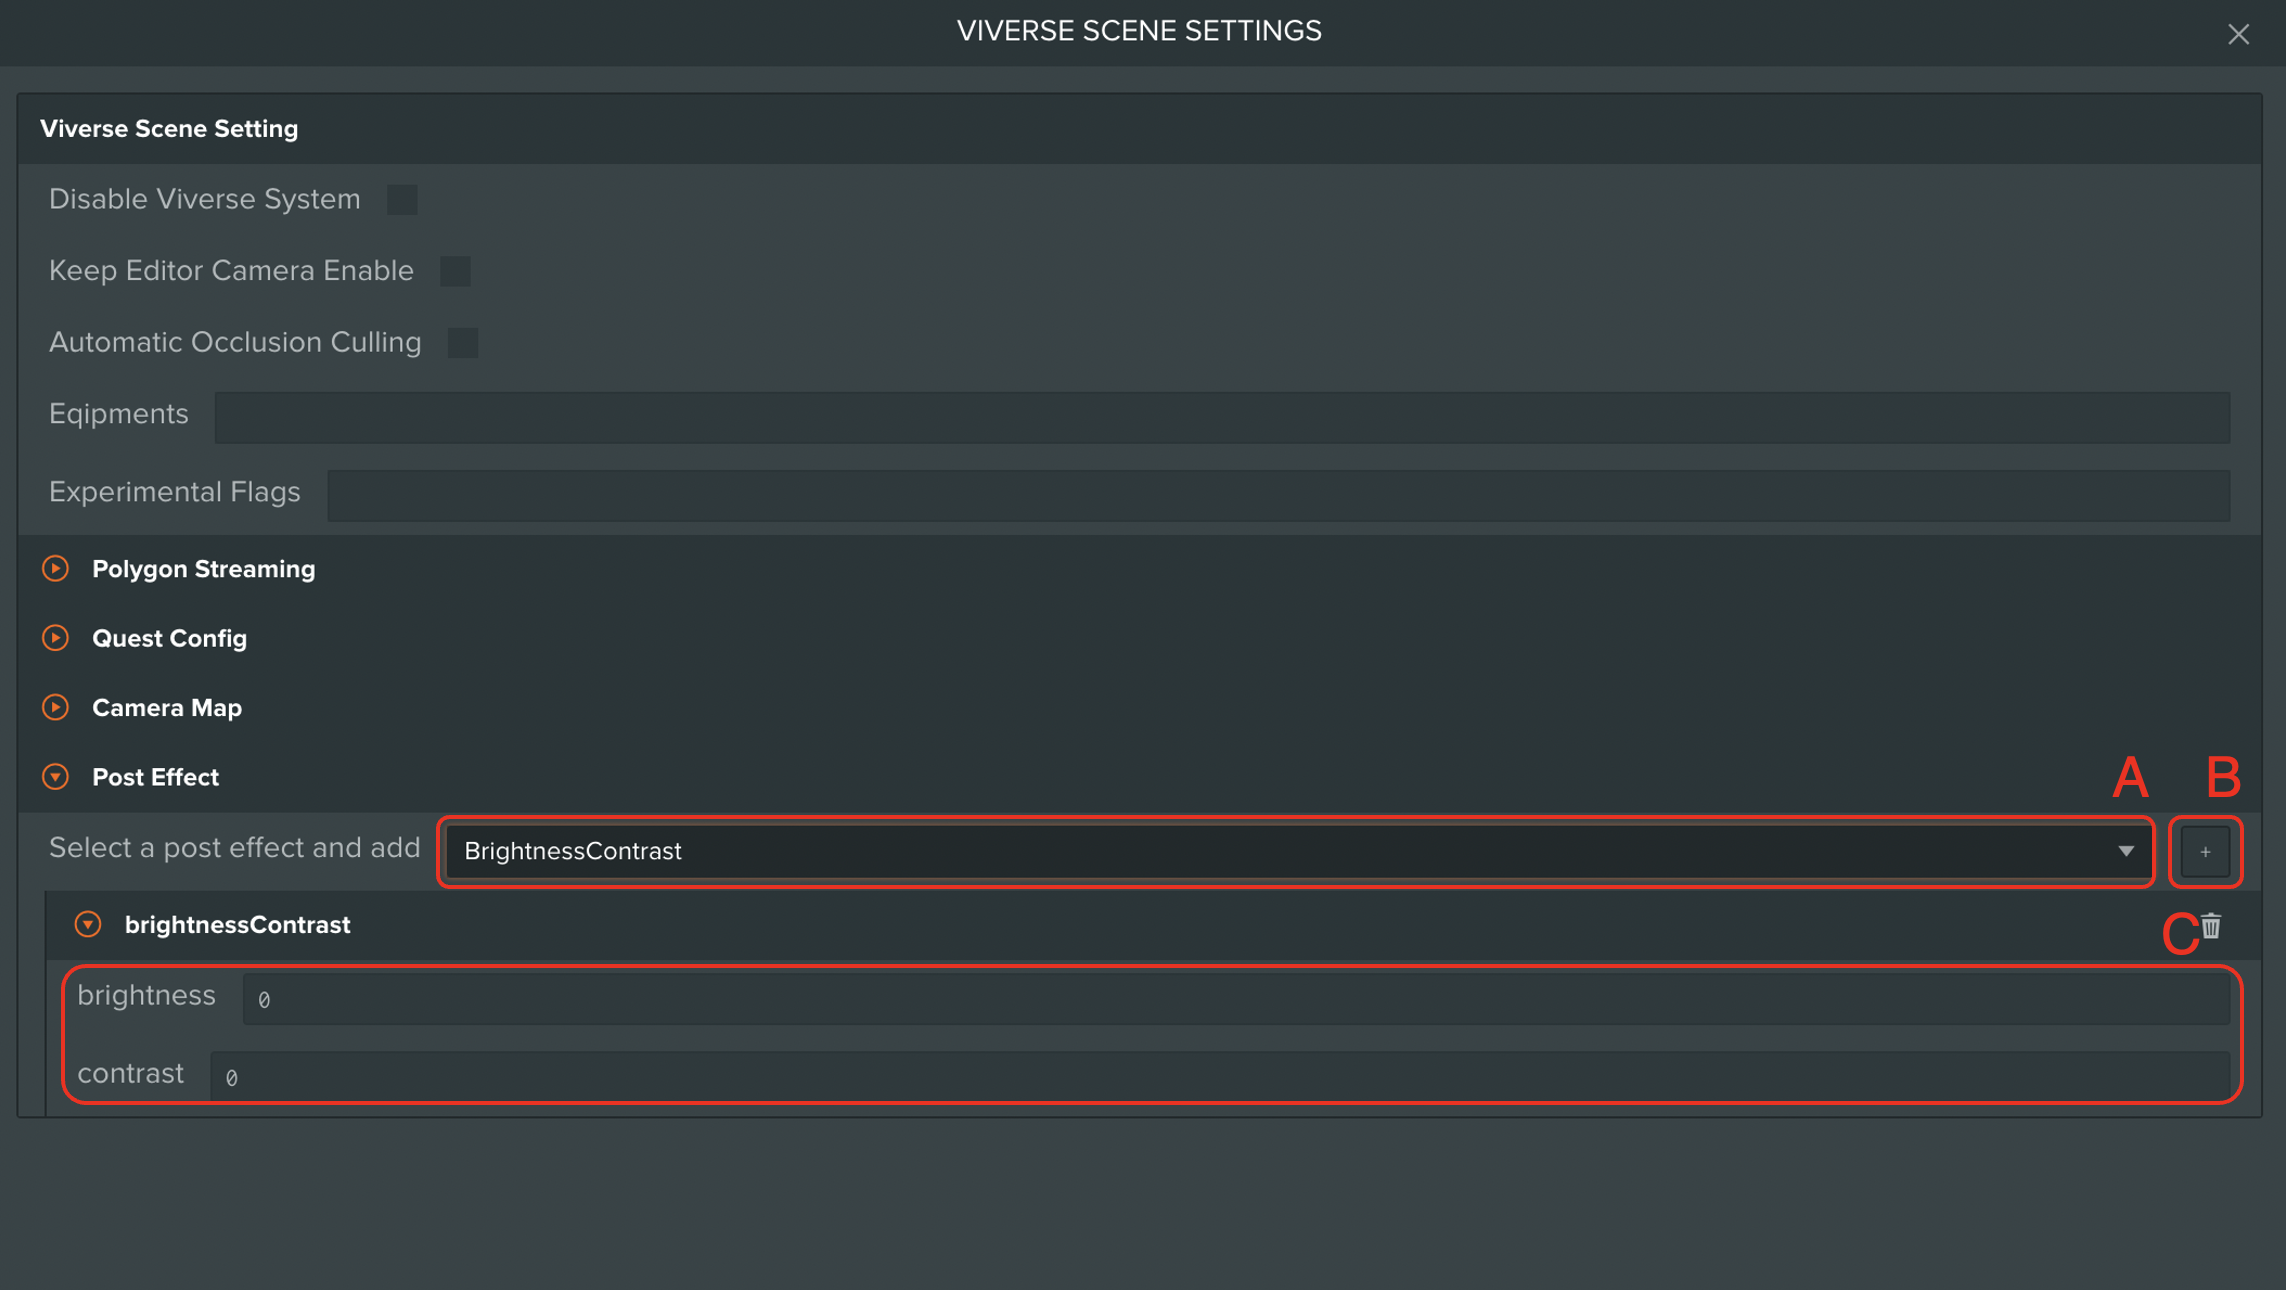 VIVERSE SCENE SETTINGS
Viverse Scene Setting
Disable Viverse System
Keep Editor Camera Enable
Automatic Occlusion Culling
Eqipments
Experimental Flags
Polygon Streaming
Quest Config
Camera Map
Post Effect
A B
Select a post effect and add BrightnessContrast +
brightnessContrast C
brightness 0
contrast 0